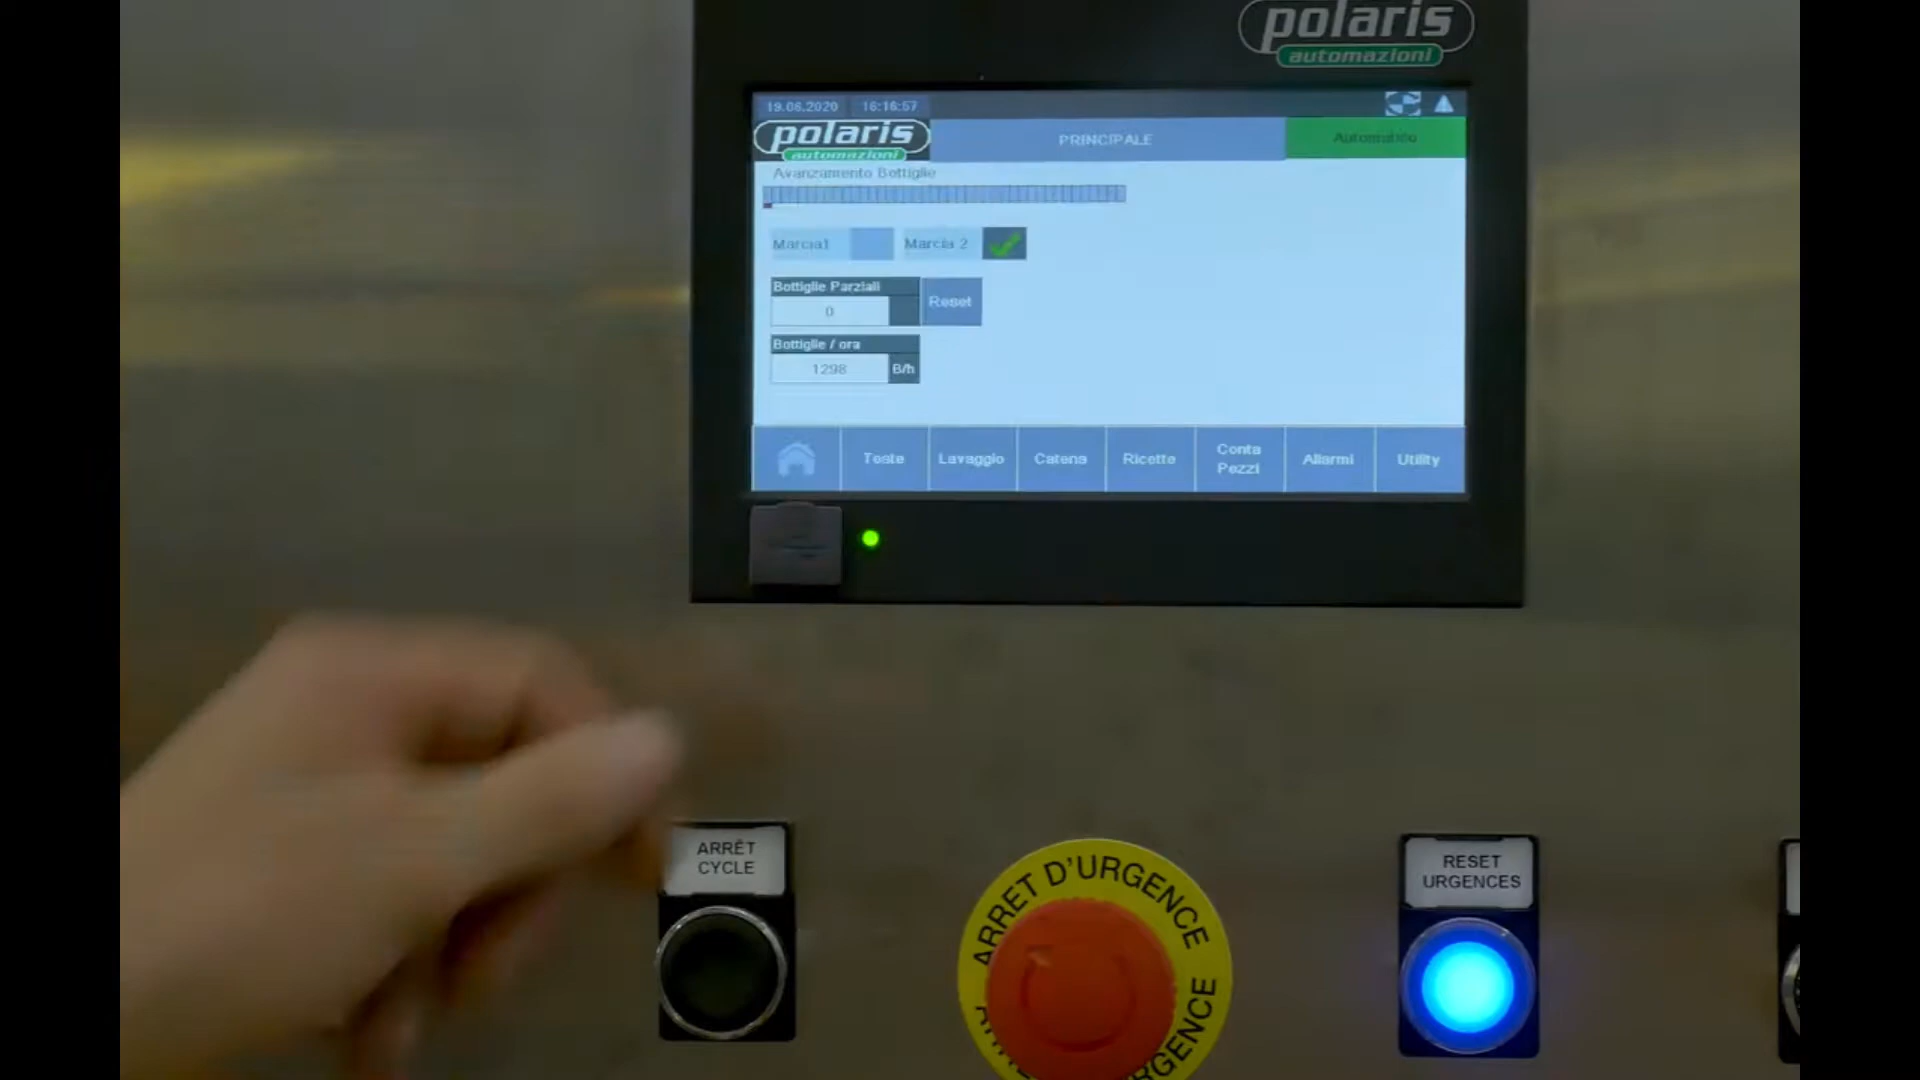 polaris
automazioni
19.06.2020 16:16:57
polaris
automazioni
PRINCIPALE
Automatico
Avanzamento Bottiglie
Marcia1
Marcia 2
Bottiglie Parziali
0
Reset
Bottiglie / ora
1298 B/h
Teste
Lavaggio
Catena
Ricette
Conta
Pezzi
Allarmi
Utility
ARRÊT
CYCLE
ARRET D'URGENCE
RESET
URGENCES